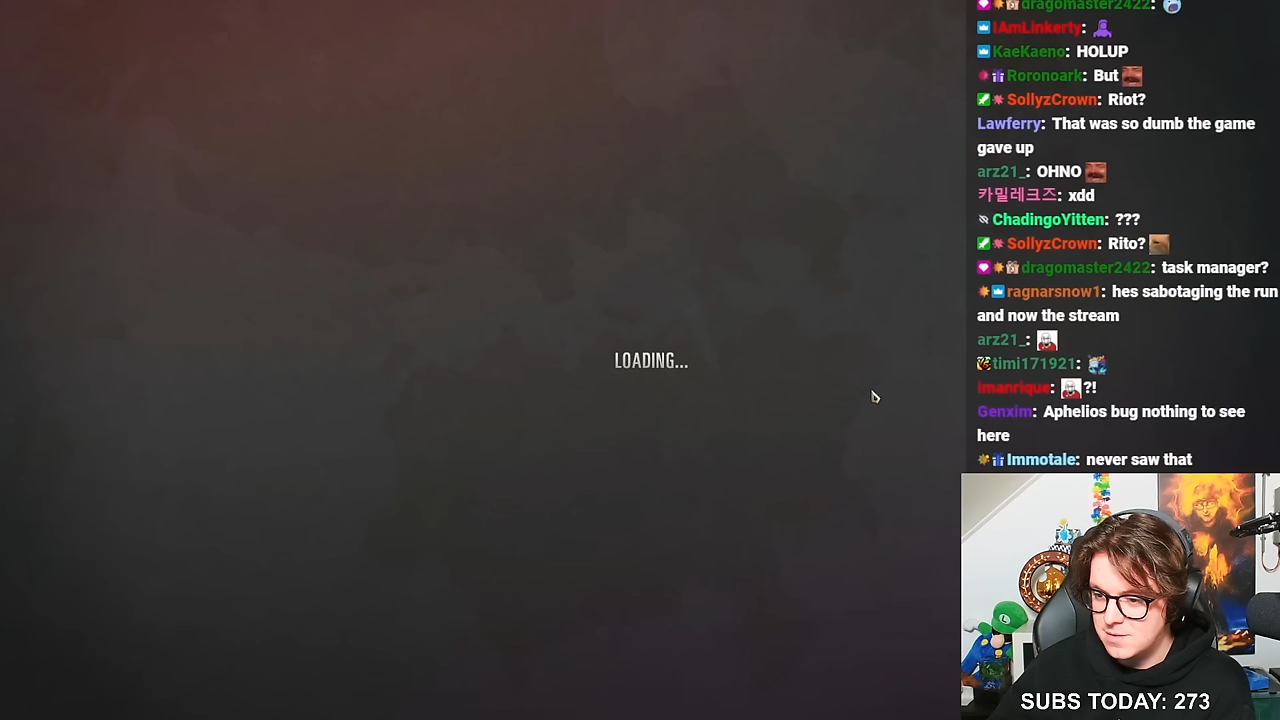 dragomaster2422:
IAmLinkerty:
KaeKaeno: HOLUP
Roronoark: But
SollyzCrown: Riot?
Lawferry: That was so dumb the game
gave up
arz21_: OHNO
카밀레크즈: xdd
ChadingoYitten: ???
SollyzCrown: Rito?
dragomaster2422: task manager?
ragnarsnow1: hes sabotaging the run
and now the stream
arz21_:
timi171921:
imanrique: ?!
Genxim: Aphelios bug nothing to see
here
Immotale: never saw that
LOADING...
L
SUBS TODAY: 273